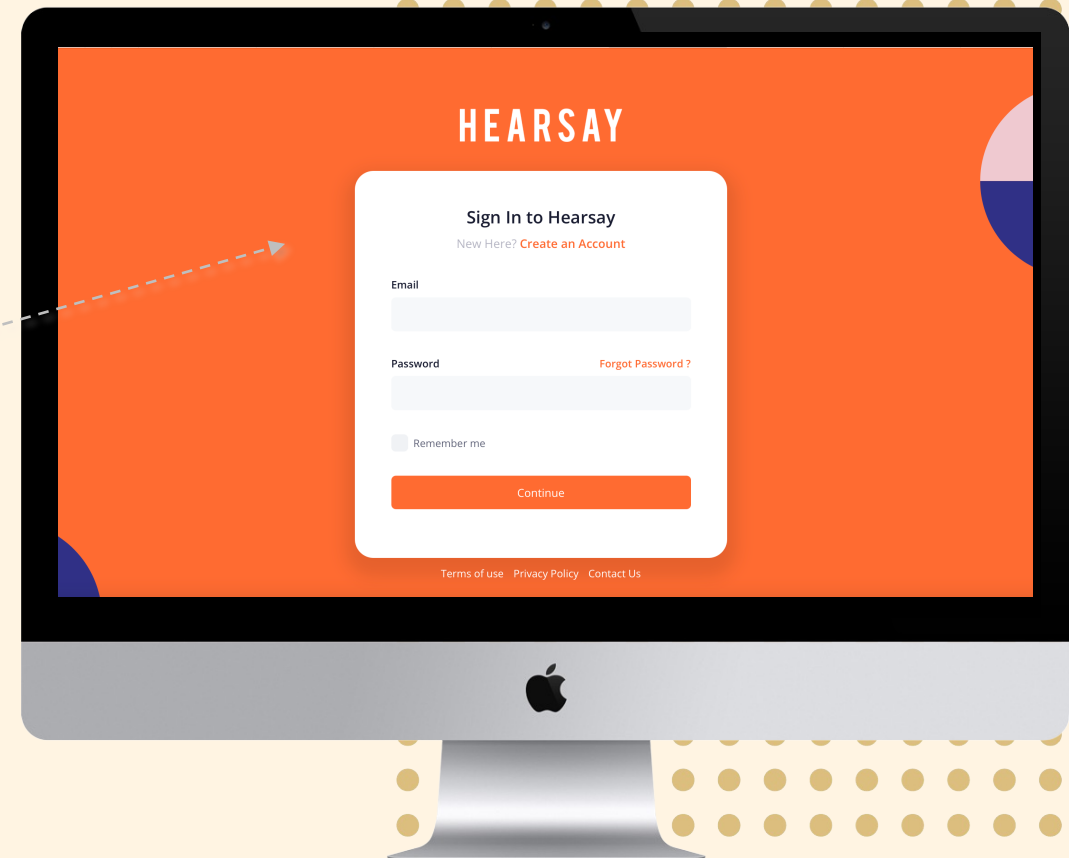 HEARSAY
Sign In to Hearsay
New Here? Create an Account
Email
Password Forgot Password ?
Remember me
Continue
Terms of use Privacy Policy Contact Us